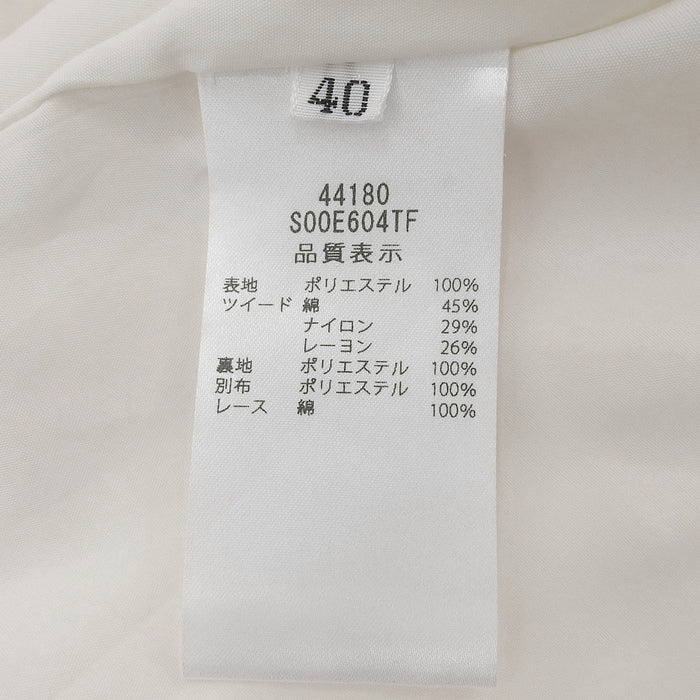 40
44180
S00E604TF
品質表示
表地 ポリエステル 100%
ツイード 綿 45%
ナイロン 29%
レーヨン 26%
裏地 ポリエステル 100%
別布 ポリエステル 100%
レース 綿 100%